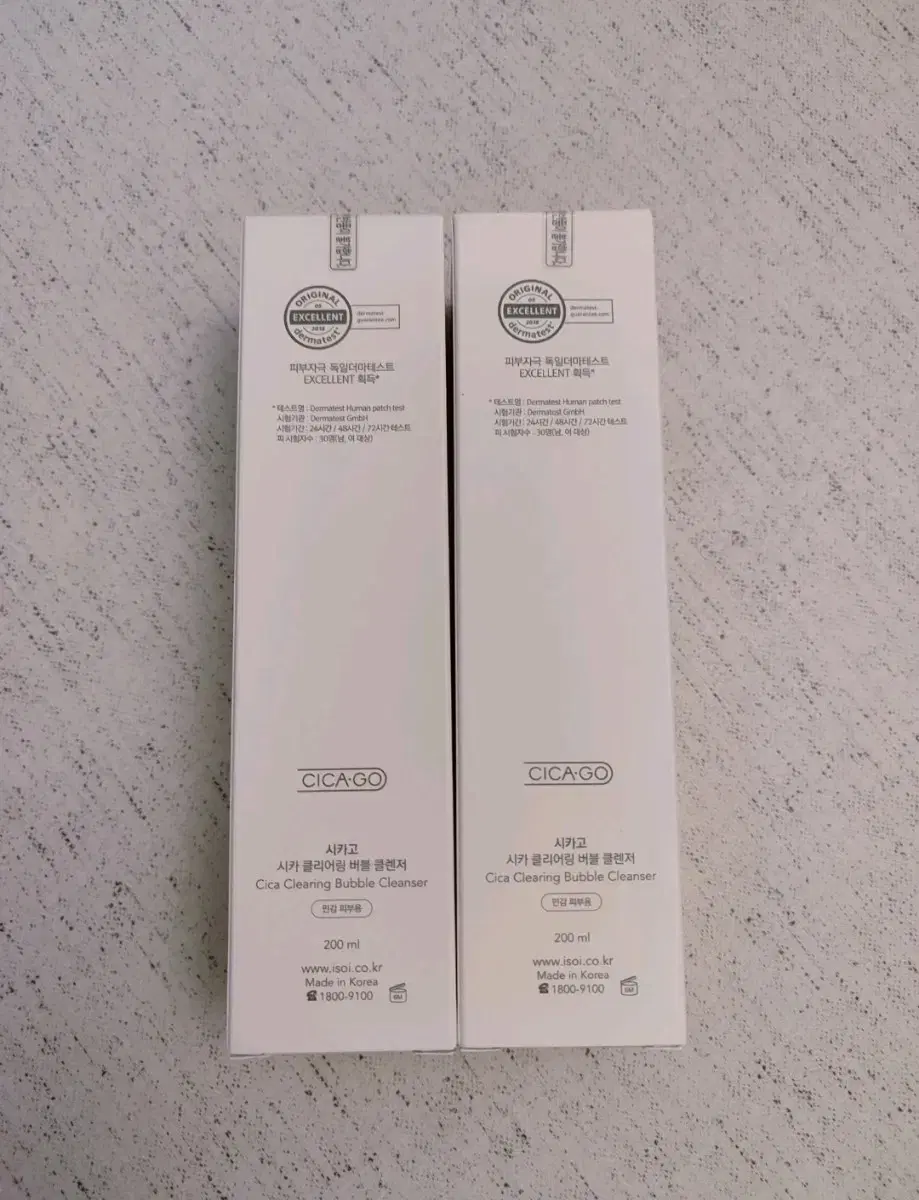 ORIGINAL
EXCELLENT
2018
dermatest®
dermatest
guarantee.com
피부자극 독일더마테스트
EXCELLENT 획득*
* 테스트명 : Dermatest Human patch test
시험기관 : Dermatest GmbH
시험기간 : 24시간 / 48시간 / 72시간 테스트
피 시험자수 : 30명(남, 여 대상)
CICA·GO
시카고
시카 클리어링 버블 클렌저
Cica Clearing Bubble Cleanser
민감 피부용
200 ml
www.isoi.co.kr
Made in Korea
☎ 1800-9100
6M
ORIGINAL
EXCELLENT
2018
dermatest®
dermatest
guarantee.com
피부자극 독일더마테스트
EXCELLENT 획득*
* 테스트명 : Dermatest Human patch test
시험기관 : Dermatest GmbH
시험기간 : 24시간 / 48시간 / 72시간 테스트
피 시험자수 : 30명(남, 여 대상)
CICA·GO
시카고
시카 클리어링 버블 클렌저
Cica Clearing Bubble Cleanser
민감 피부용
200 ml
www.isoi.co.kr
Made in Korea
☎ 1800-9100
6M